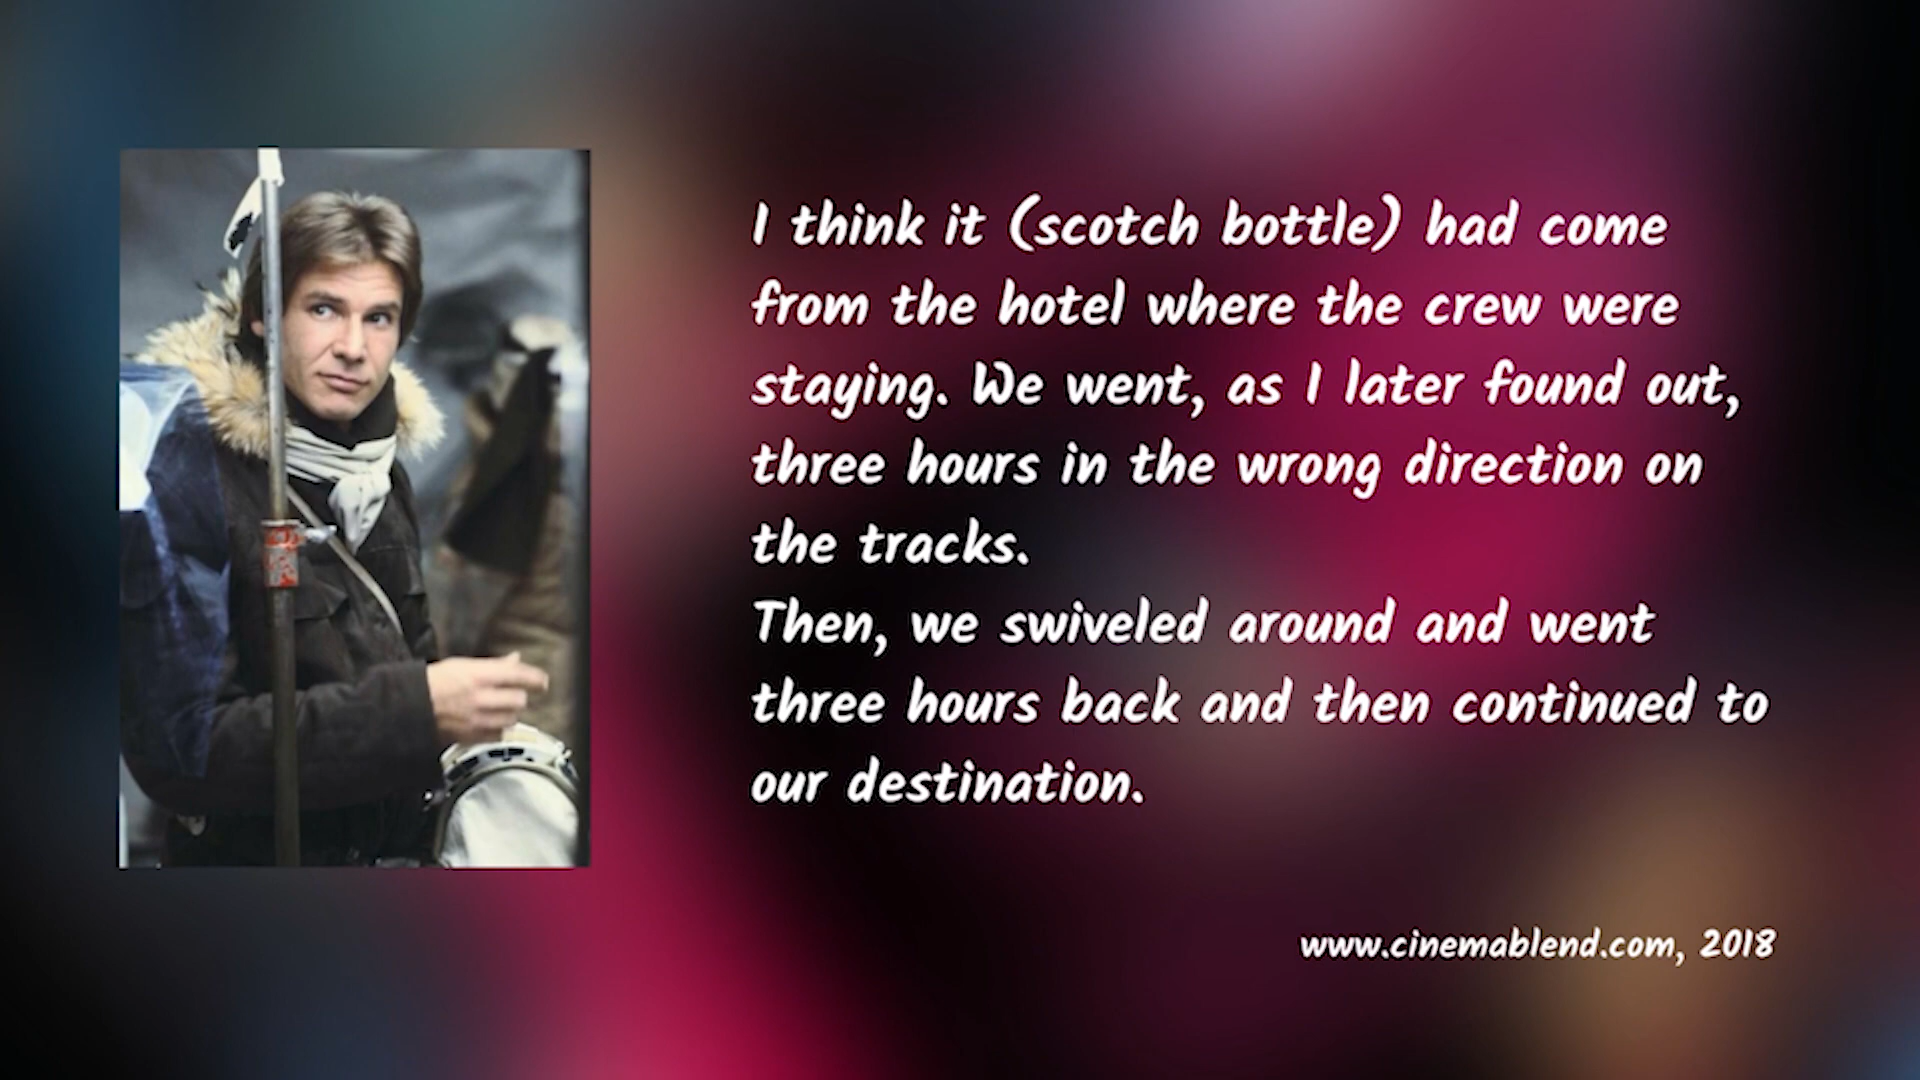 I think it (scotch bottle) had come
from the hotel where the crew were
staying. We went, as I later found out,
three hours in the wrong direction on
the tracks.
Then, we swiveled around and went
three hours back and then continued to
our destination.
www.cinemablend.com, 2018